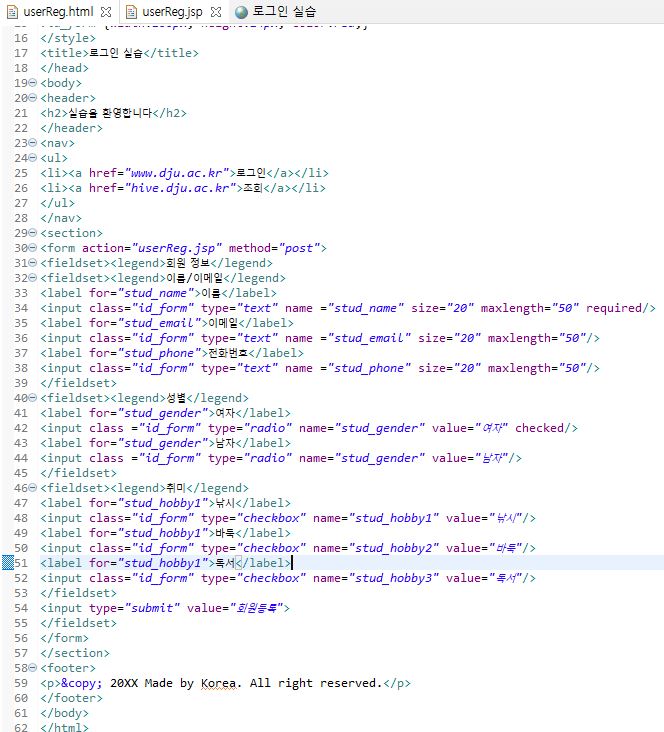 userReg.html userReg.jsp 로그인 실습
16 </style>
17 <title>로그인 실습</title>
18 </head>
19 <body>
20 <header>
21 <h2>실습을 환영합니다</h2>
22 </header>
23 <nav>
24 <ul>
25 <li><a href="www.dju.ac.kr">로그인</a></li>
26 <li><a href="hive.dju.ac.kr">조회</a></li>
27 </ul>
28 </nav>
29 <section>
30 <form action="userReg.jsp" method="post">
31 <fieldset><legend>회원 정보</legend>
32 <fieldset><legend>이름/이메일</legend>
33 <label for="stud_name">이름</label>
34 <input class="id_form" type="text" name ="stud_name" size="20" maxlength="50" required/>
35 <label for="stud_email">이메일</label>
36 <input class="id_form" type="text" name ="stud_email" size="20" maxlength="50"/>
37 <label for="stud_phone">전화번호</label>
38 <input class="id_form" type="text" name ="stud_phone" size="20" maxlength="50"/>
39 </fieldset>
40 <fieldset><legend>성별</legend>
41 <label for="stud_gender">여자</label>
42 <input class ="id_form" type="radio" name="stud_gender" value="여자" checked/>
43 <label for="stud_gender">남자</label>
44 <input class ="id_form" type="radio" name="stud_gender" value="남자"/>
45 </fieldset>
46 <fieldset><legend>취미</legend>
47 <label for="stud_hobby1">낚시</label>
48 <input class="id_form" type="checkbox" name="stud_hobby1" value="낚시"/>
49 <label for="stud_hobby1">바둑</label>
50 <input class="id_form" type="checkbox" name="stud_hobby2" value="바둑"/>
51 <label for="stud_hobby1">독서</label>
52 <input class="id_form" type="checkbox" name="stud_hobby3" value="독서"/>
53 </fieldset>
54 <input type="submit" value="회원등록">
55 </fieldset>
56 </form>
57 </section>
58 <footer>
59 <p>&copy; 20XX Made by Korea. All right reserved.</p>
60 </footer>
61 </body>
62 </html>